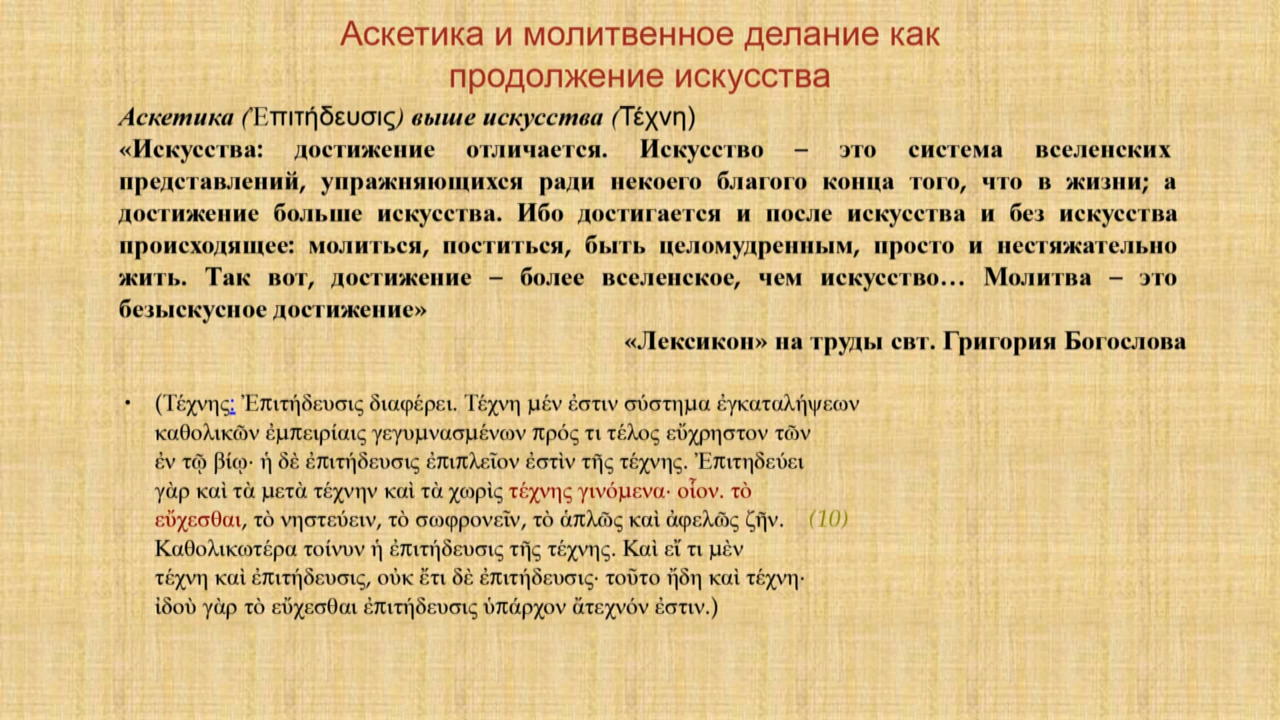 Аскетика и молитвенное делание как
продолжение искусства
Аскетика (Ἐπιτήδευσις) выше искусства (Τέχνη)
«Искусства: достижение отличается. Искусство – это система вселенских
представлений, упражняющихся ради некоего благого конца того, что в жизни; а
достижение больше искусства. Ибо достигается и после искусства и без искусства
происходящее: молиться, поститься, быть целомудренным, просто и нестяжательно
жить. Так вот, достижение – более вселенское, чем искусство… Молитва – это
безыскусное достижение»
«Лексикон» на труды свт. Григория Богослова
• (Τέχνης: Ἐπιτήδευσις διαφέρει. Τέχνη μέν ἐστιν σύστημα ἐγκαταλήψεων
καθολικῶν ἐμπειρίαις γεγυμνασμένων πρός τι τέλος εὔχρηστον τῶν
ἐν τῷ βίῳ· ἡ δὲ ἐπιτήδευσις ἐπιπλεῖον ἐστὶν τῆς τέχνης. Ἐπιτηδεύει
γὰρ καὶ τὰ μετὰ τέχνην καὶ τὰ χωρὶς τέχνης γινόμενα· οἷον. τὸ
εὔχεσθαι, τὸ νηστεύειν, τὸ σωφρονεῖν, τὸ ἁπλῶς καὶ ἀφελῶς ζῆν. (10)
Καθολικωτέρα τοίνυν ἡ ἐπιτήδευσις τῆς τέχνης. Καὶ εἴ τι μὲν
τέχνη καὶ ἐπιτήδευσις, οὐκ ἔτι δὲ ἐπιτήδευσις· τοῦτο ἤδη καὶ τέχνη·
ἰδοὺ γὰρ τὸ εὔχεσθαι ἐπιτήδευσις ὑπάρχον ἄτεχνόν ἐστιν.)